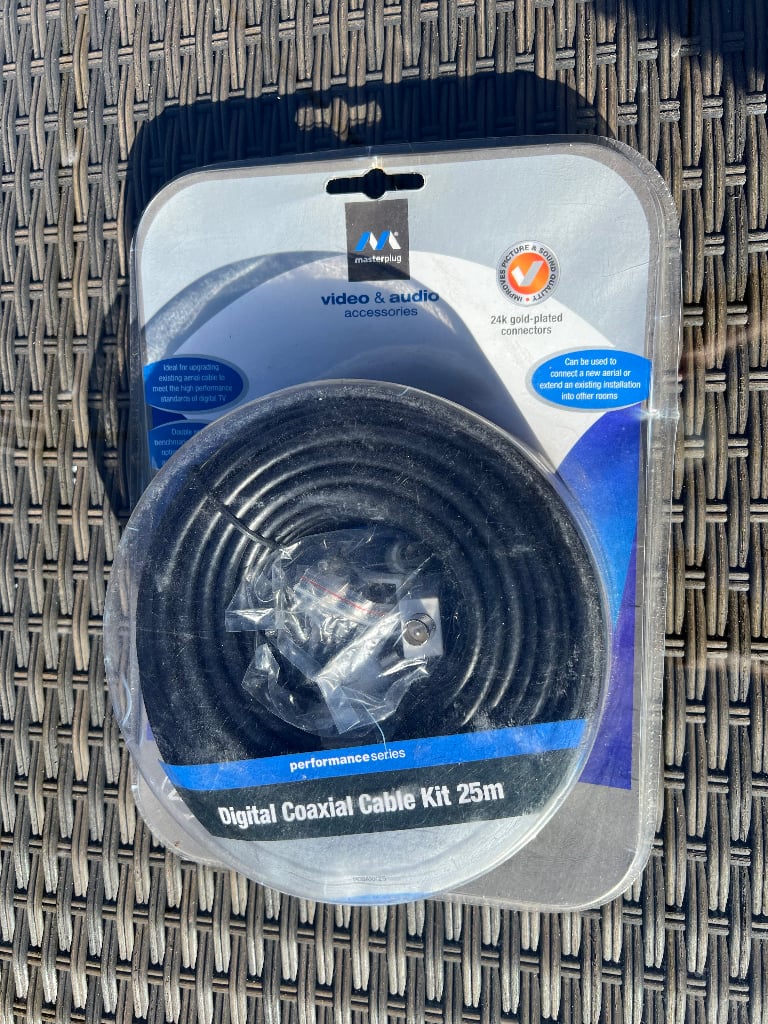 masterplug
video & audio
accessories
IMPROVES PICTURE & SOUND QUALITY
24k gold-plated
connectors
Ideal for upgrading
existing aerial cable to
meet the high performance
standards of digital TV
Can be used to
connect a new aerial or
extend an existing installation
into other rooms
Double
benchmar
performanceseries
Digital Coaxial Cable Kit 25m